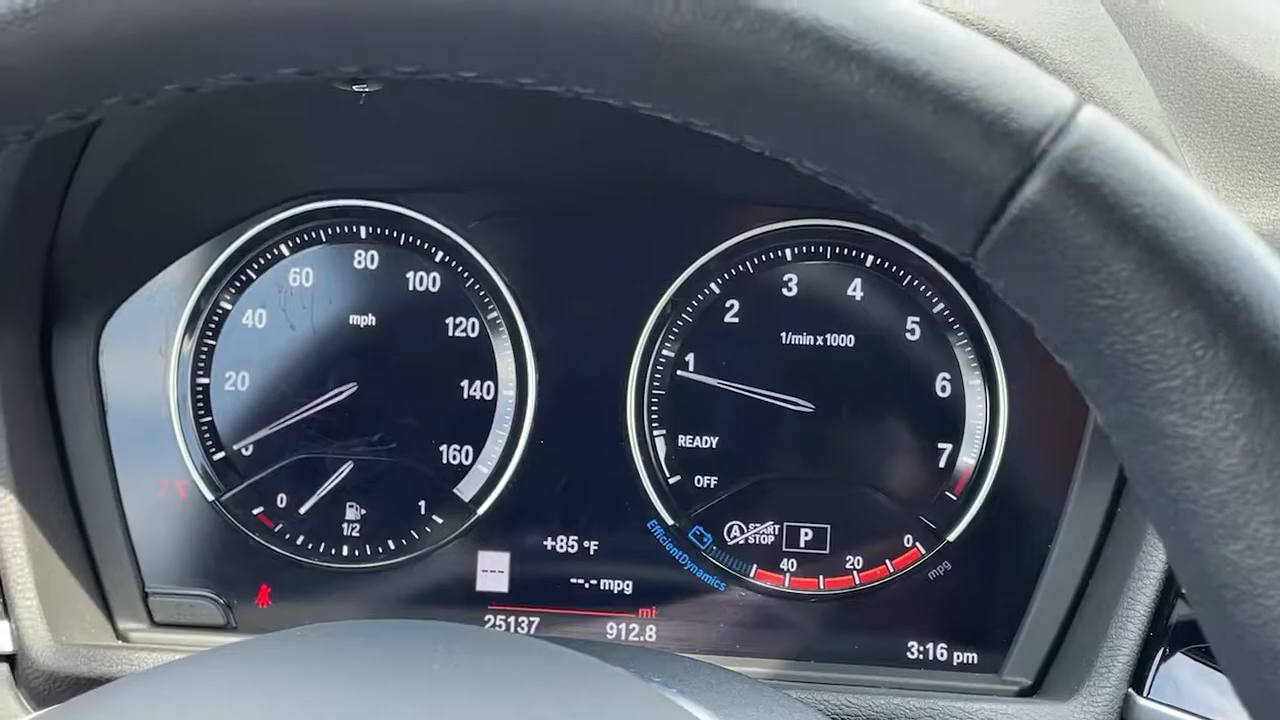 80
60
100
40
mph
120
20
140
0
160
0
1
1/2
3
2
4
1/min x 1000
5
1
6
READY
7
OFF
A START
STOP
P
EfficientDynamics
40
20
0
mpg
+85 °F
---
--.- mpg
mi
25137
912.8
3:16 pm